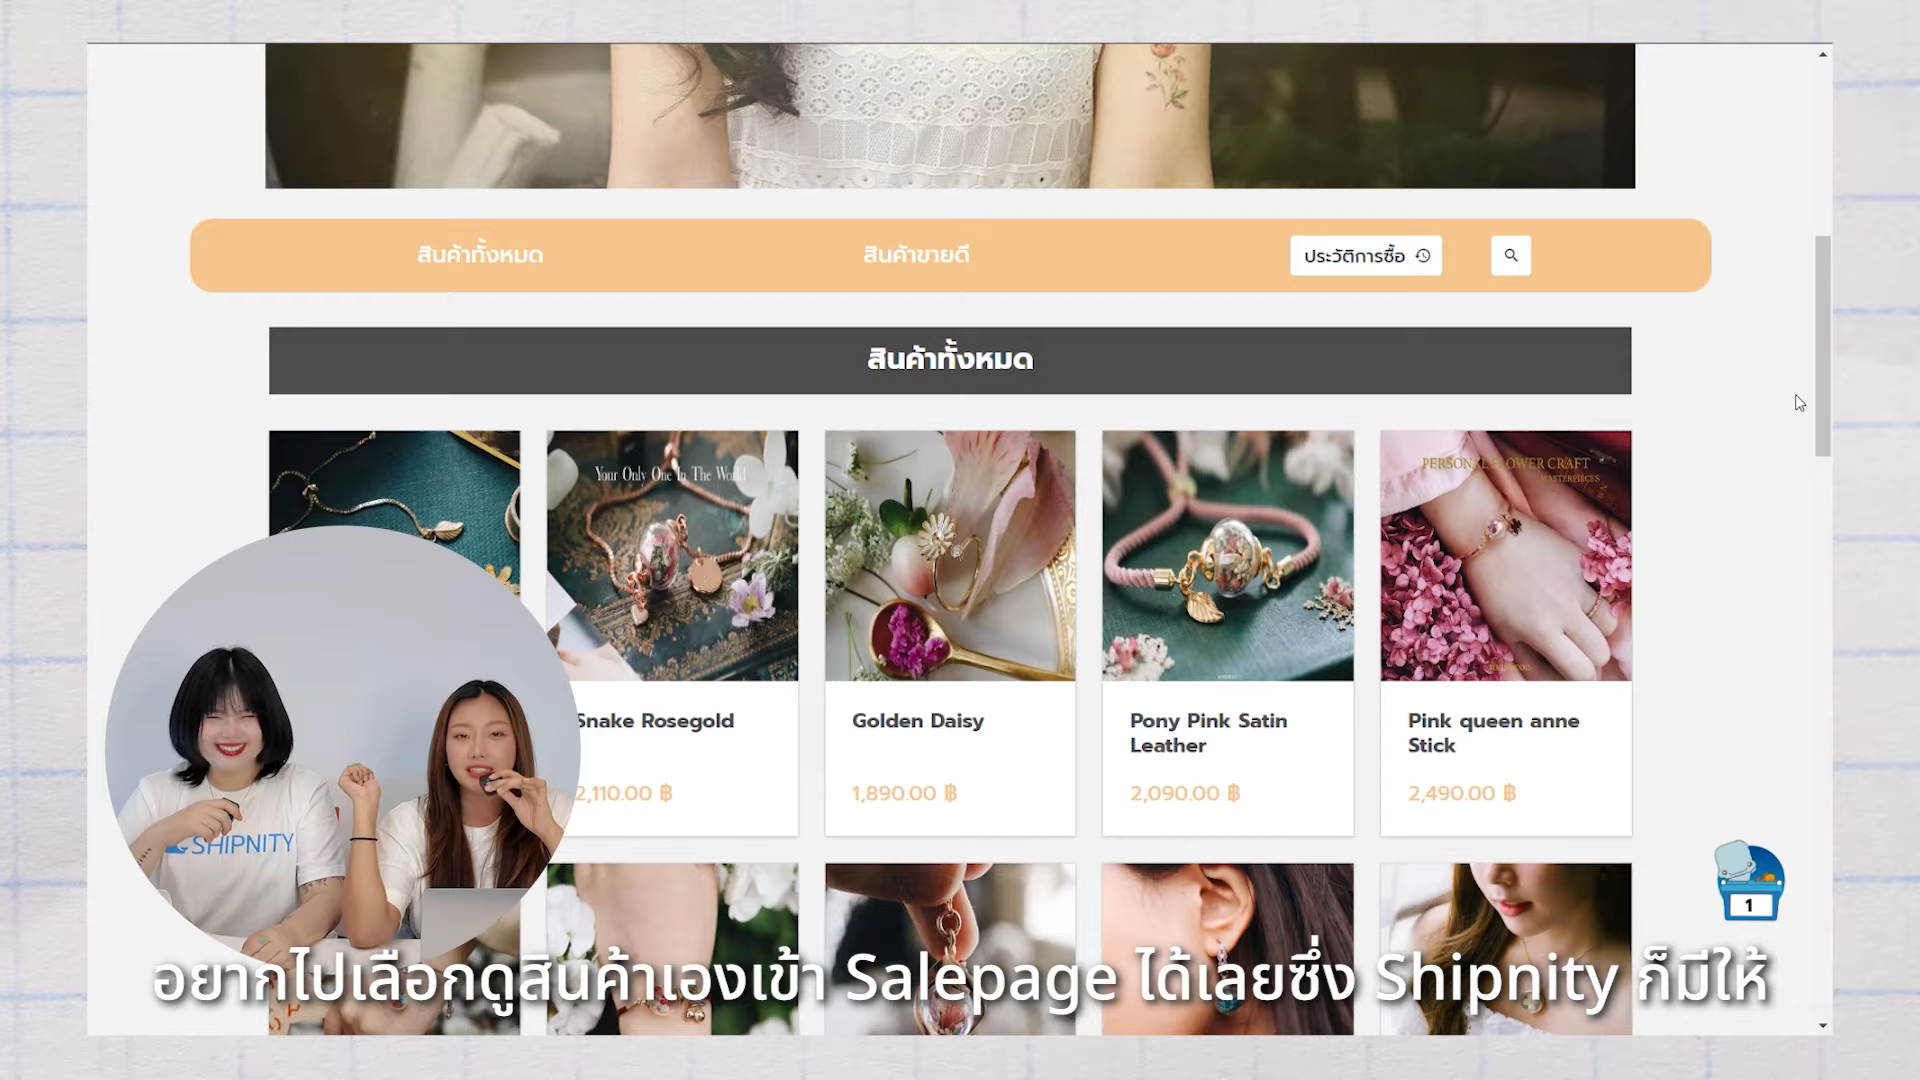 สินค้าทั้งหมด
สินค้าขายดี
ประวัติการซื้อ
สินค้าทั้งหมด
Your Only One In The World
PERSONAL FLOWER CRAFT
MASTERPIECES
Snake Rosegold
Golden Daisy
Pony Pink Satin
Leather
Pink queen anne
Stick
2,110.00 ฿
1,890.00 ฿
2,090.00 ฿
2,490.00 ฿
SHIPNITY
1
อยากไปเลือกดูสินค้าเองเข้า Salepage ได้เลยซึ่ง Shipnity ก็มีให้